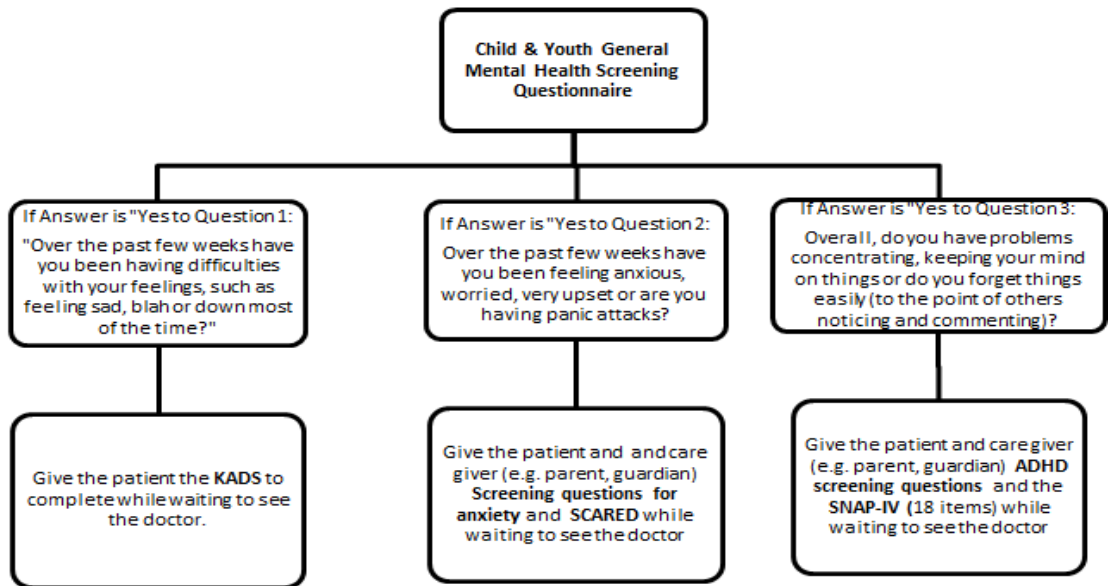 Child & Youth General
Mental Health Screening
Questionnaire
If Answer is "Yes to Question 1:
"Over the past few weeks have
you been having difficulties
with your feelings, such as
feeling sad, blah or down most
of the time?"
If Answer is "Yes to Question 2:
Over the past few weeks have
you been feeling anxious,
worried, very upset or are you
having panic attacks?
If Answer is "Yes to Question 3:
Overall, do you have problems
concentrating, keeping your mind
on things or do you forget things
easily (to the point of others
noticing and commenting)?
Give the patient the KADS to
complete while waiting to see
the doctor.
Give the patient and and care
giver (e.g. parent, guardian)
Screening questions for
anxiety and SCARED while
waiting to see the doctor
Give the patient and care giver
(e.g. parent, guardian) ADHD
screening questions and the
SNAP-IV (18 items) while
waiting to see the doctor